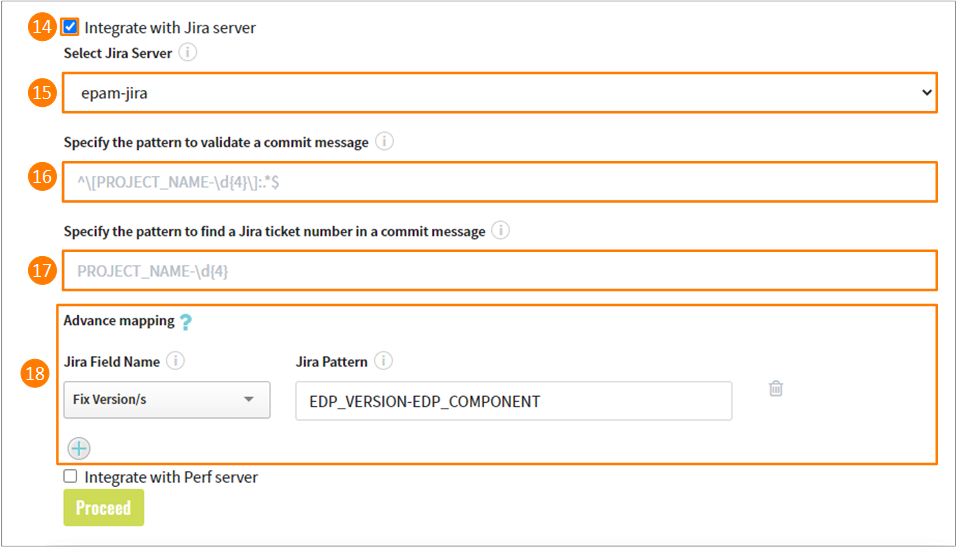 14 Integrate with Jira server
Select Jira Server i
15 epam-jira
Specify the pattern to validate a commit message i
16 ^\[PROJECT_NAME-\d{4}\]:.*$
Specify the pattern to find a Jira ticket number in a commit message i
17 PROJECT_NAME-\d{4}
Advance mapping ?
18
Jira Field Name i Jira Pattern i
Fix Version/s EDP_VERSION-EDP_COMPONENT
Integrate with Perf server
Proceed